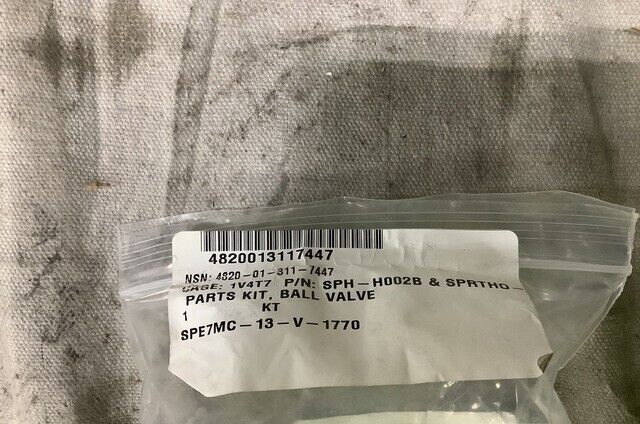 4820013117447
NSN: 4820-01-311-7447
CAGE: 1V4T7 P/N: SPH-H002B & SPRTHO-
PARTS KIT, BALL VALVE
1 KT
SPE7MC-13-V-1770